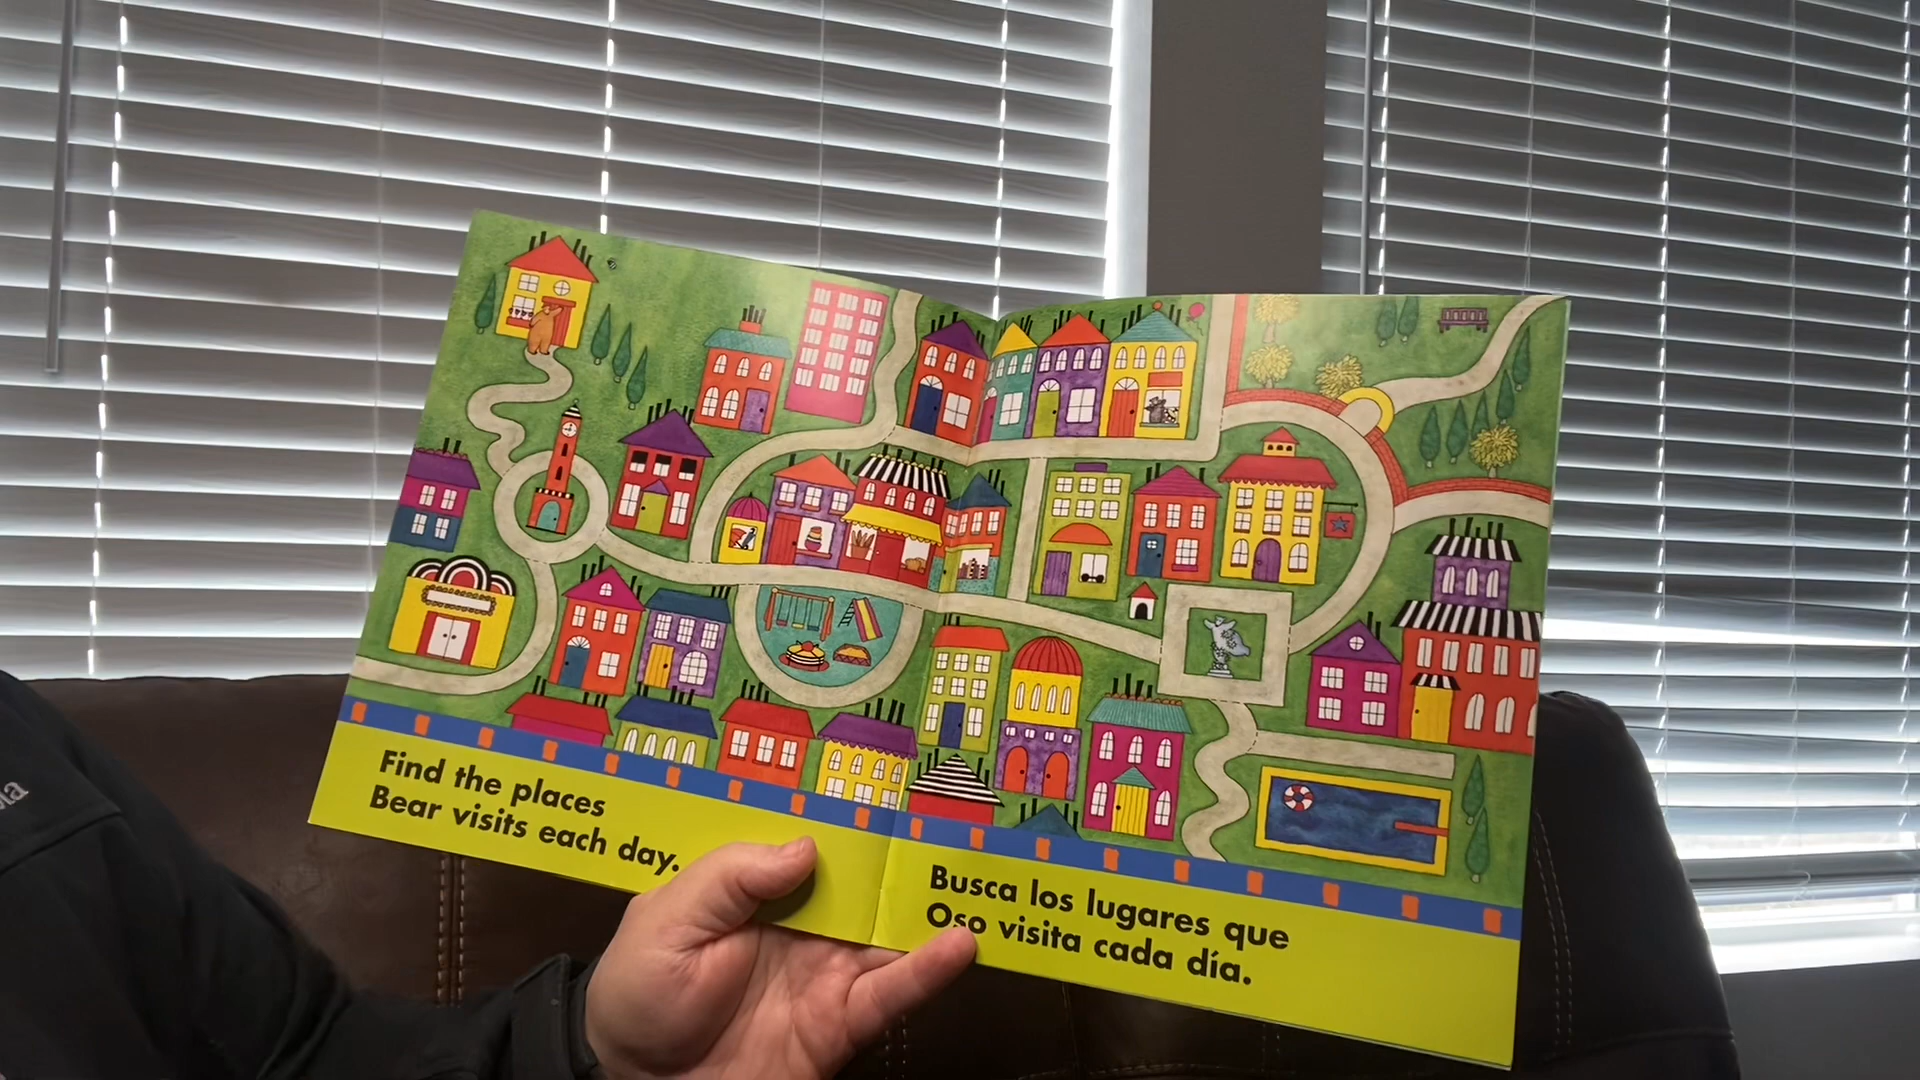 Find the places
Bear visits each day.
Busca los lugares que
Oso visita cada día.